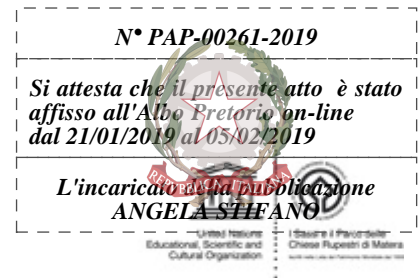 N° PAP-00261-2019
Si attesta che il presente atto è stato
affisso all'Albo Pretorio on-line
dal 21/01/2019 al 05/02/2019
L'incaricato della pubblicazione
ANGELA STIFANO
REPUBBLICA ITALIANA
United Nations
Educational, Scientific and
Cultural Organization
I Sassi e il Parco delle
Chiese Rupestri di Matera